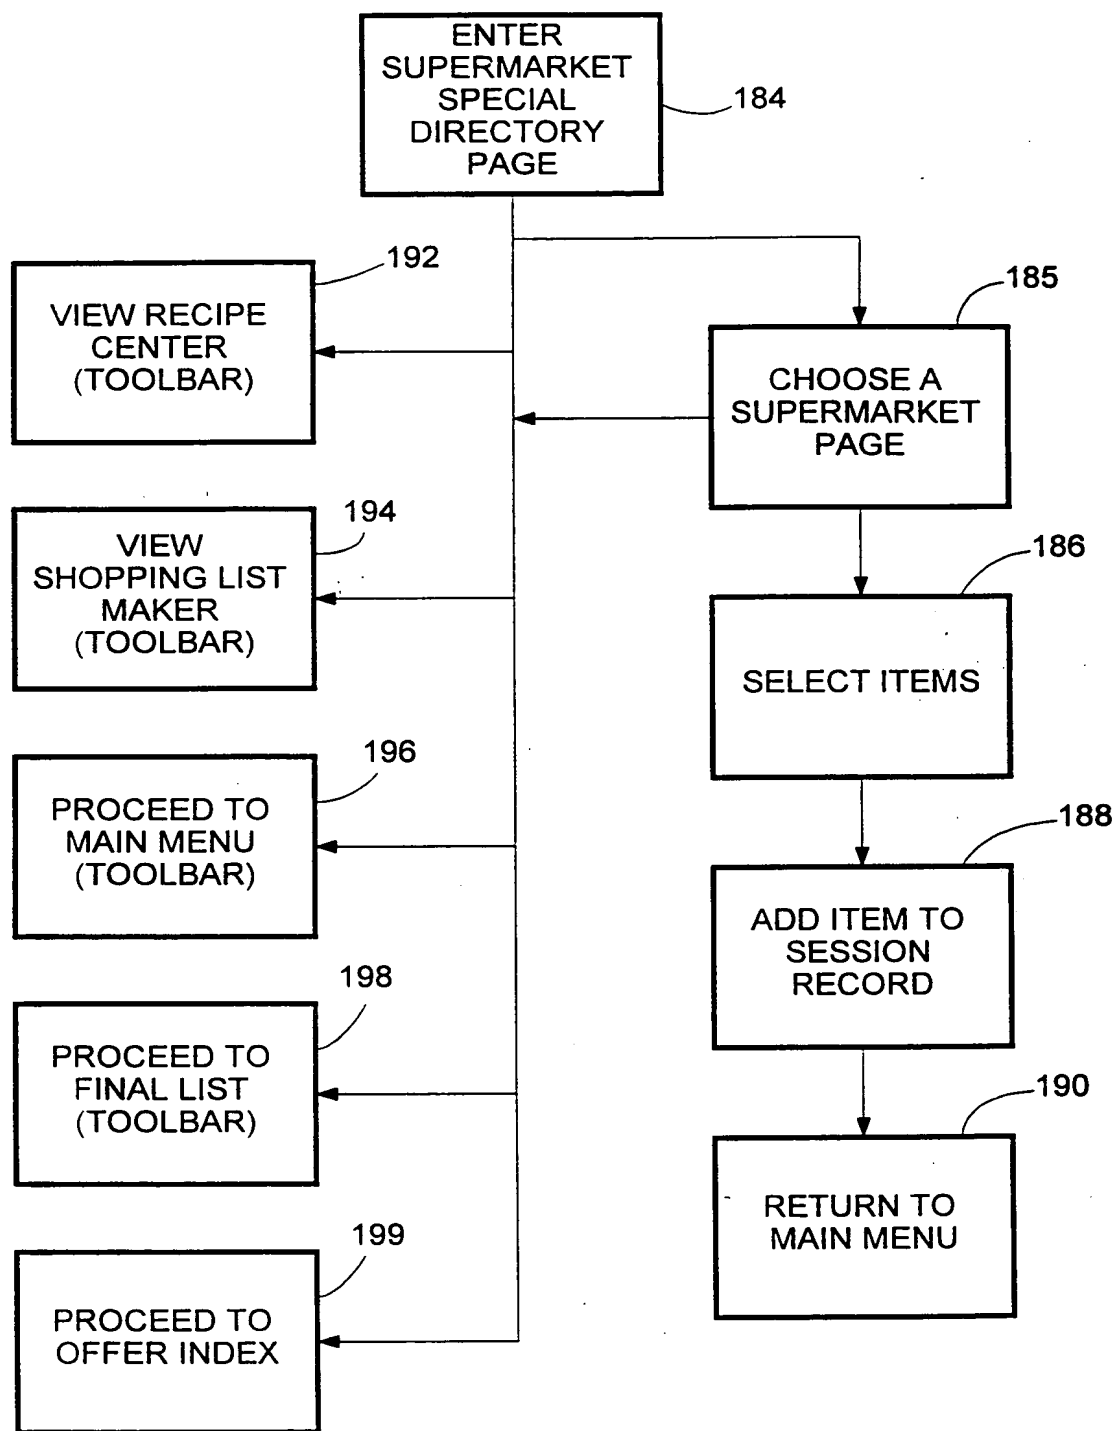 ENTER
SUPERMARKET
SPECIAL
DIRECTORY
PAGE
184
192
VIEW RECIPE
CENTER
(TOOLBAR)
185
CHOOSE A
SUPERMARKET
PAGE
194
VIEW
SHOPPING LIST
MAKER
(TOOLBAR)
186
SELECT ITEMS
196
PROCEED TO
MAIN MENU
(TOOLBAR)
188
ADD ITEM TO
SESSION
RECORD
198
PROCEED TO
FINAL LIST
(TOOLBAR)
190
RETURN TO
MAIN MENU
199
PROCEED TO
OFFER INDEX